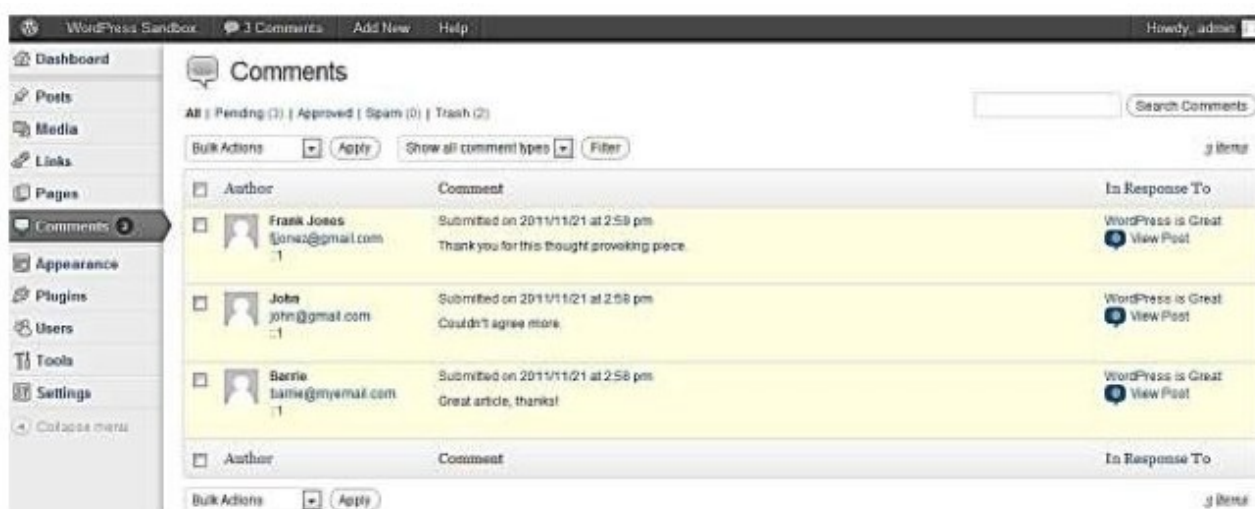 WordPress Sandbox 3 Comments Add New Help Howdy, admin
Dashboard
Posts
Media
Links
Pages
Comments 3
Appearance
Plugins
Users
Tools
Settings
Collapse menu
Comments
All | Pending (3) | Approved | Spam (0) | Trash (2)
Search Comments
Bulk Actions Apply Show all comment types Filter 3 items
Author Comment In Response To
Frank Jones Submitted on 2011/11/21 at 2:59 pm WordPress is Great
fjonez@gmail.com Thank you for this thought provoking piece. View Post
::1
John Submitted on 2011/11/21 at 2:58 pm WordPress is Great
john@gmail.com Couldn't agree more. View Post
::1
Barrie Submitted on 2011/11/21 at 2:58 pm WordPress is Great
barrie@myemail.com Great article, thanks! View Post
::1
Author Comment In Response To
Bulk Actions Apply 3 items